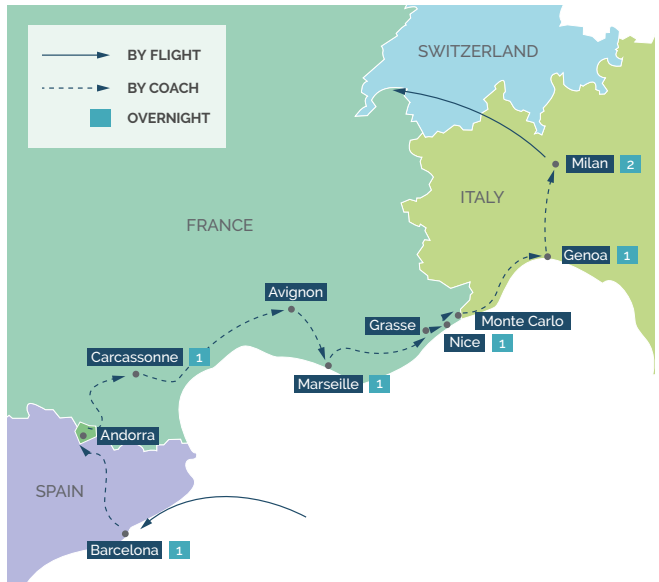 BY FLIGHT
BY COACH
OVERNIGHT
SWITZERLAND
Milan 2
ITALY
FRANCE
Genoa 1
Avignon
Grasse
Monte Carlo
Nice 1
Carcassonne 1
Marseille 1
Andorra
SPAIN
Barcelona 1